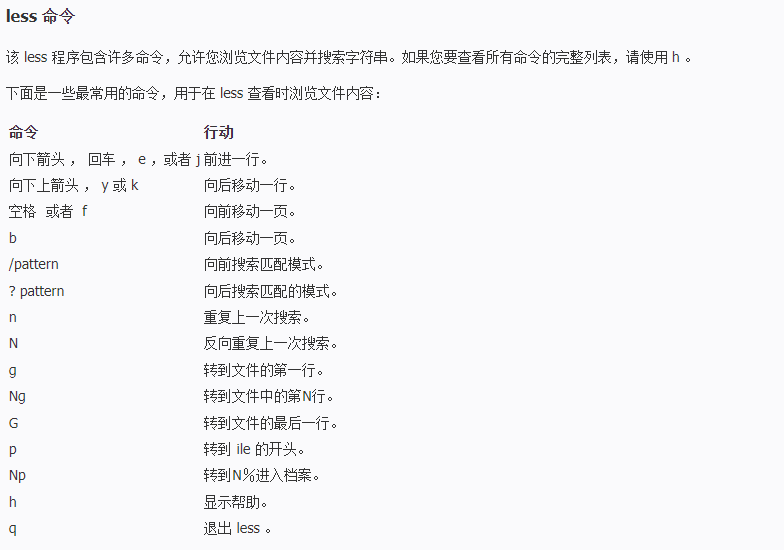 less 命令
该 less 程序包含许多命令，允许您浏览文件内容并搜索字符串。如果您要查看所有命令的完整列表，请使用 h 。
下面是一些最常用的命令，用于在 less 查看时浏览文件内容：
命令 行动
向下箭头 ， 回车 ， e ，或者 j 前进一行。
向下上箭头 ， y 或 k 向后移动一行。
空格 或者 f 向前移动一页。
b 向后移动一页。
/pattern 向前搜索匹配模式。
? pattern 向后搜索匹配的模式。
n 重复上一次搜索。
N 反向重复上一次搜索。
g 转到文件的第一行。
Ng 转到文件中的第N行。
G 转到文件的最后一行。
p 转到 ile 的开头。
Np 转到N％进入档案。
h 显示帮助。
q 退出 less 。